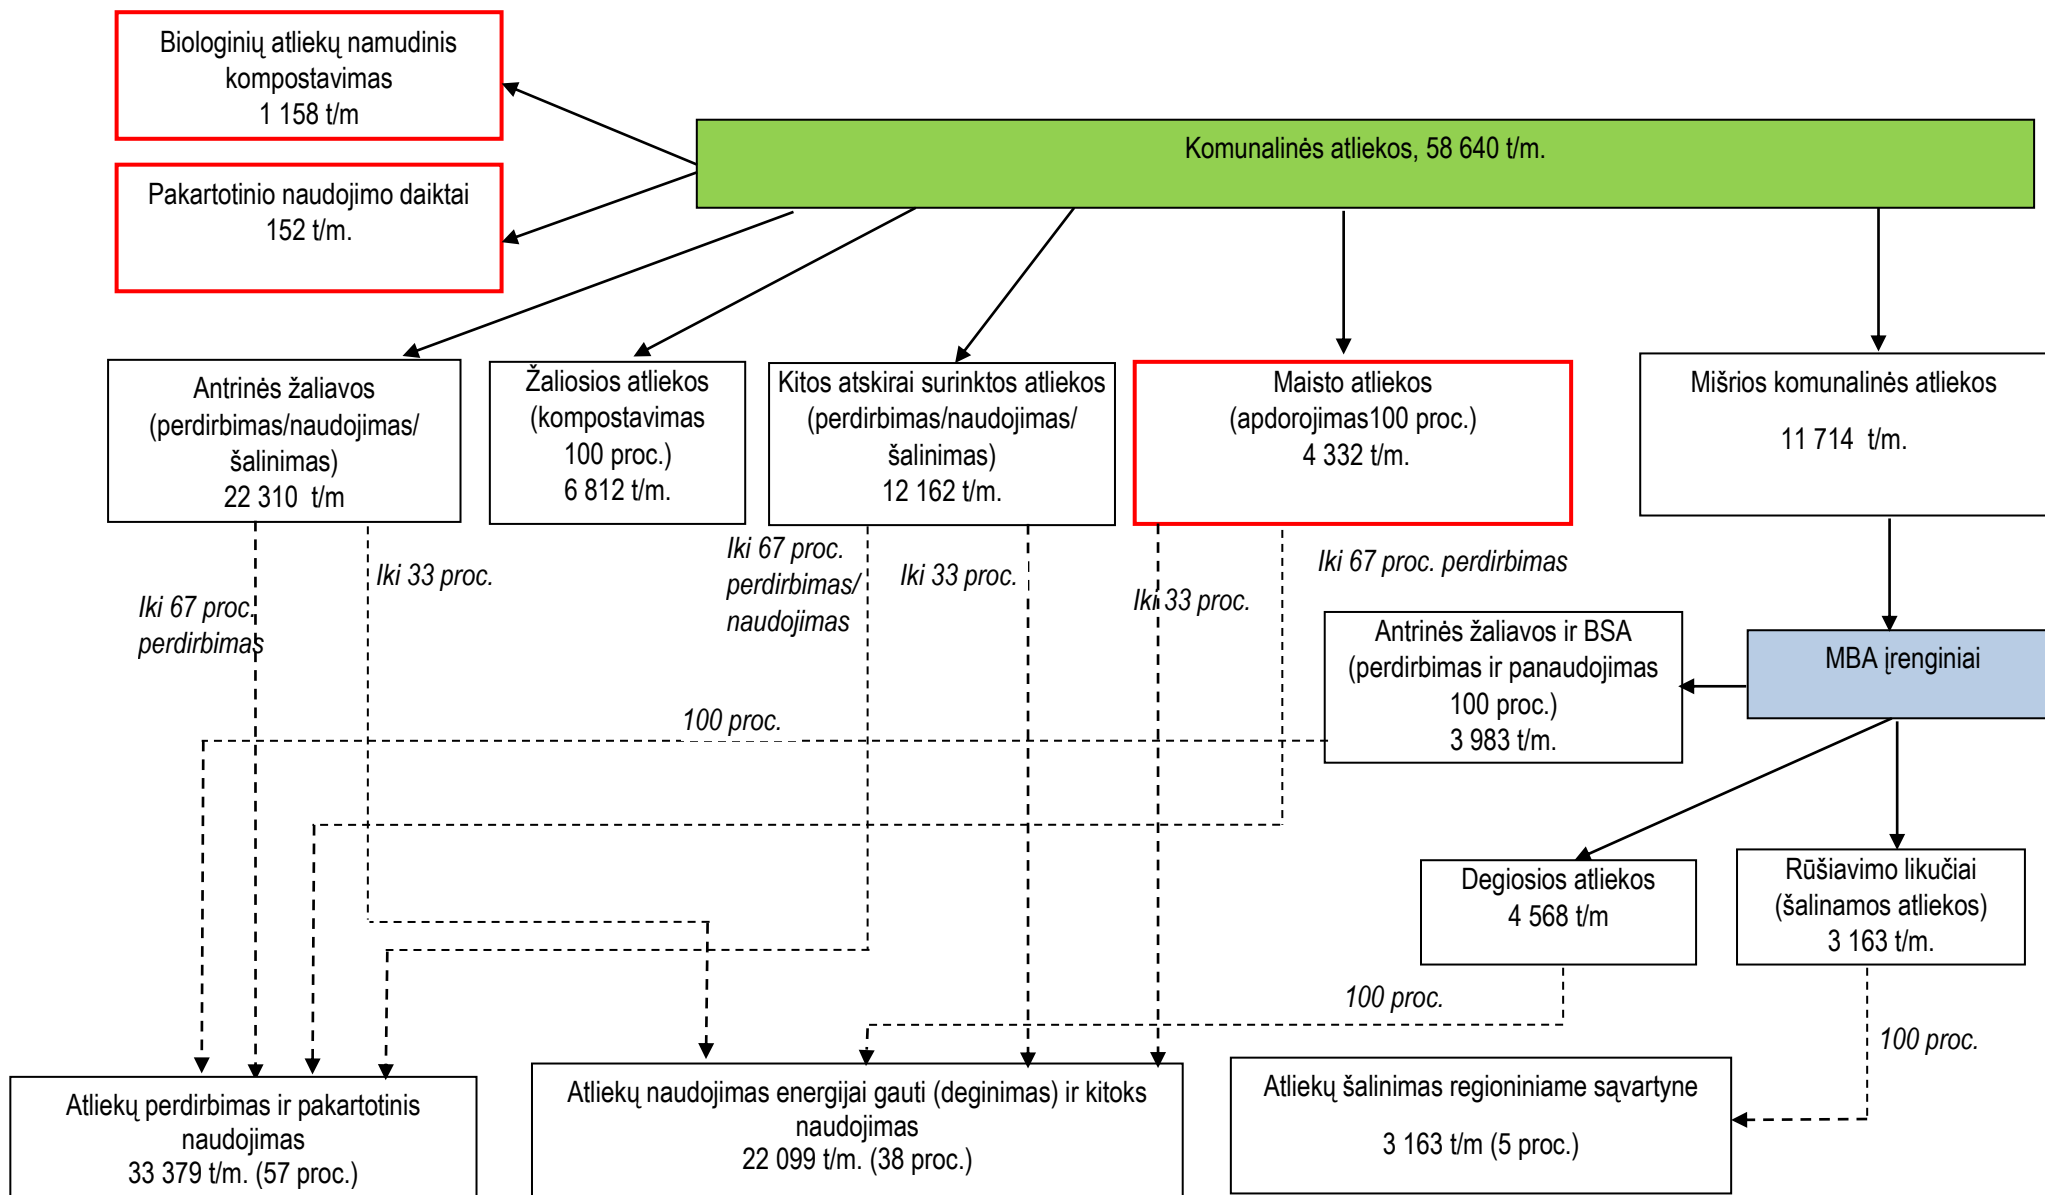 Biologinių atliekų namudinis
kompostavimas
1 158 t/m
Komunalinės atliekos, 58 640 t/m.
Pakartotinio naudojimo daiktai
152 t/m.
Antrinės žaliavos
(perdirbimas/naudojimas/
šalinimas)
22 310 t/m
Žaliosios atliekos
(kompostavimas
100 proc.)
6 812 t/m.
Kitos atskirai surinktos atliekos
(perdirbimas/naudojimas/
šalinimas)
12 162 t/m.
Maisto atliekos
(apdorojimas100 proc.)
4 332 t/m.
Mišrios komunalinės atliekos
11 714 t/m.
Iki 67 proc.
perdirbimas
Iki 33 proc.
Iki 67 proc.
perdirbimas/
naudojimas
Iki 33 proc.
Iki 33 proc.
Iki 67 proc. perdirbimas
Antrinės žaliavos ir BSA
(perdirbimas ir panaudojimas
100 proc.)
3 983 t/m.
MBA įrenginiai
100 proc.
Degiosios atliekos
4 568 t/m
Rūšiavimo likučiai
(šalinamos atliekos)
3 163 t/m.
100 proc.
100 proc.
Atliekų perdirbimas ir pakartotinis
naudojimas
33 379 t/m. (57 proc.)
Atliekų naudojimas energijai gauti (deginimas) ir kitoks
naudojimas
22 099 t/m. (38 proc.)
Atliekų šalinimas regioniniame sąvartyne
3 163 t/m (5 proc.)